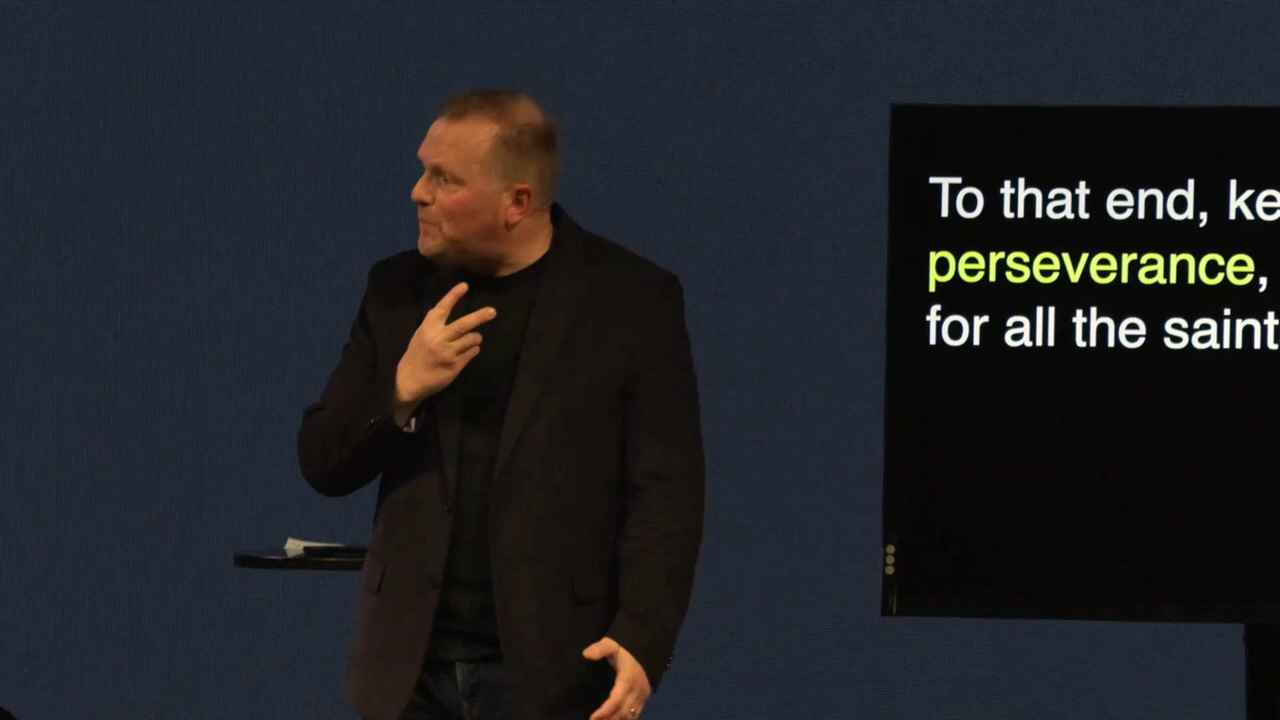 To that end, ke
perseverance,
for all the saint